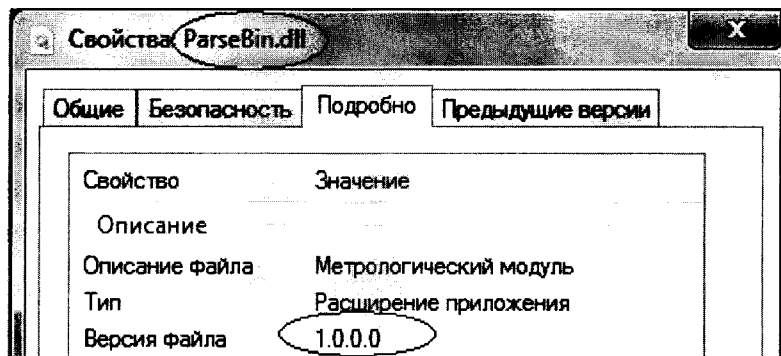 Свойства: ParseBin.dll
X
Общие Безопасность Подробно Предыдущие версии
Свойство Значение
Описание
Описание файла Метрологический модуль
Тип Расширение приложения
Версия файла 1.0.0.0